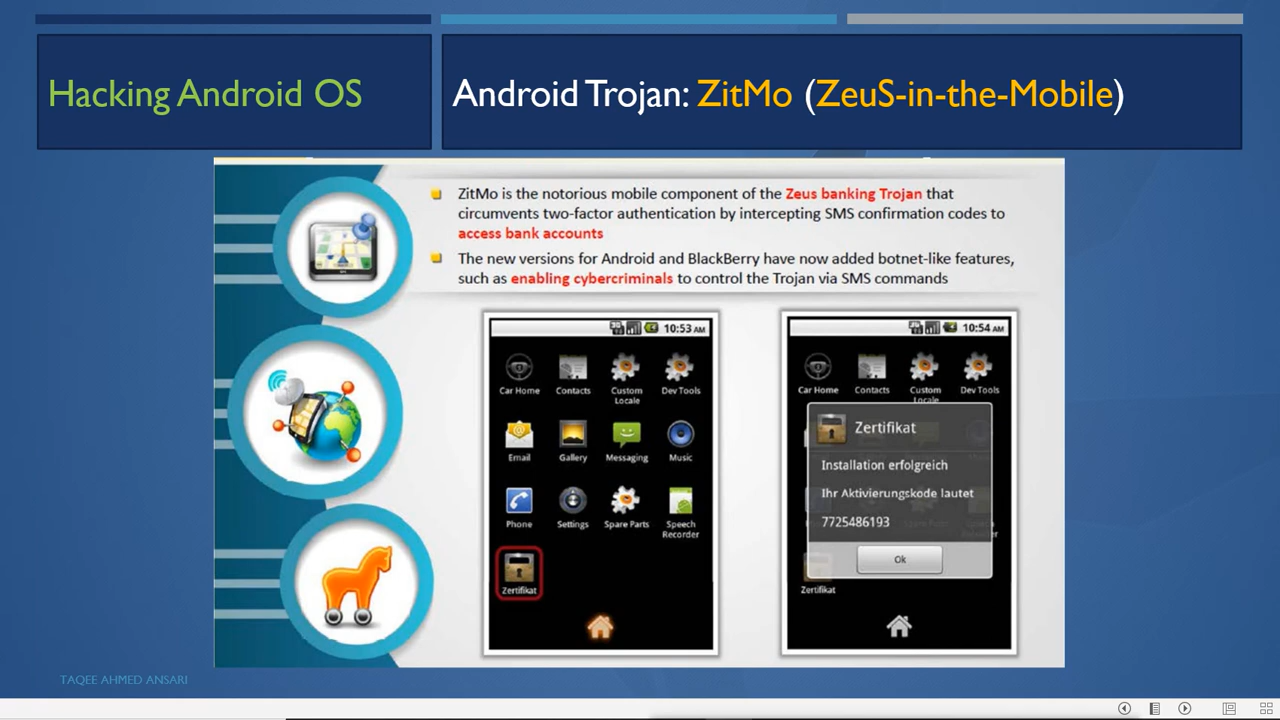 Hacking Android OS
Android Trojan: ZitMo (ZeuS-in-the-Mobile)
ZitMo is the notorious mobile component of the Zeus banking Trojan that
circumvents two-factor authentication by intercepting SMS confirmation codes to
access bank accounts
The new versions for Android and BlackBerry have now added botnet-like features,
such as enabling cybercriminals to control the Trojan via SMS commands
10:53 AM
Car Home Contacts Custom Locale Dev Tools
Email Gallery Messaging Music
Phone Settings Spare Parts Speech Recorder
Zertifikat
10:54 AM
Car Home Contacts Custom Locale Dev Tools
Zertifikat
Installation erfolgreich
Ihr Aktivierungskode lautet
7725486193
Ok
Zertifikat
TAQEE AHMED ANSARI